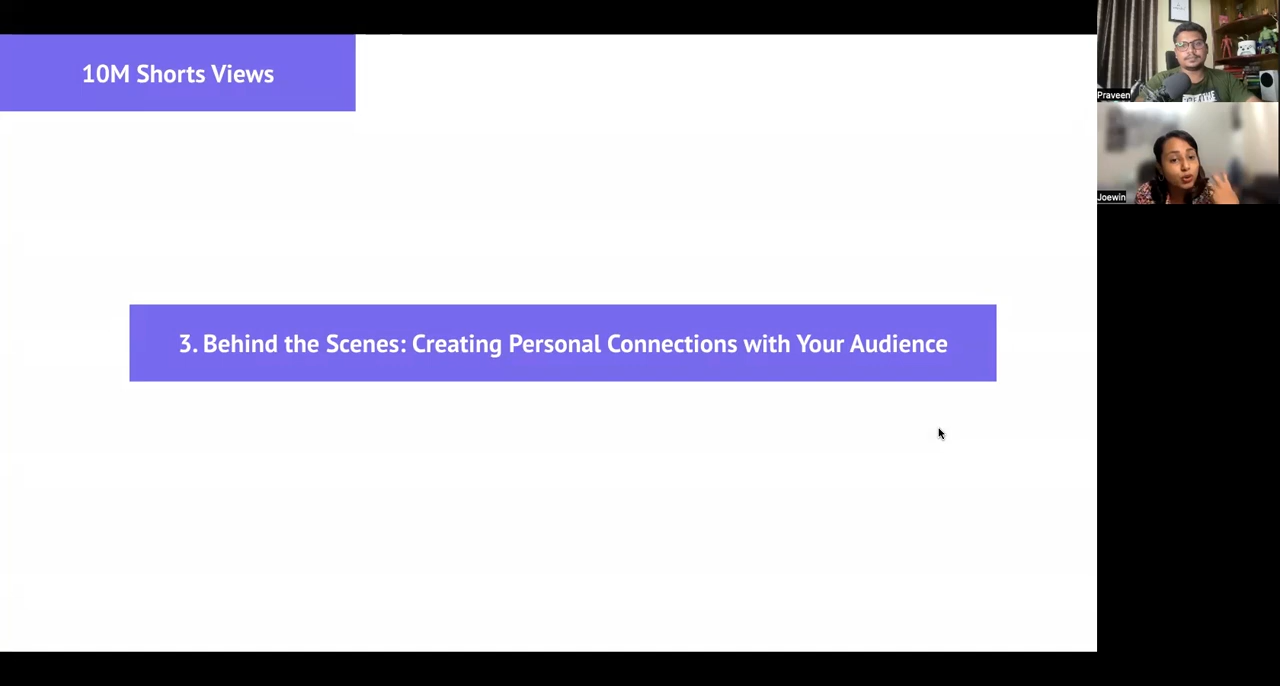 10M Shorts Views
Praveen
Joewin
3. Behind the Scenes: Creating Personal Connections with Your Audience